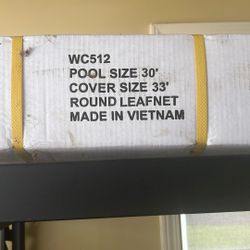 WC512
POOL SIZE 30'
COVER SIZE 33'
ROUND LEAFNET
MADE IN VIETNAM